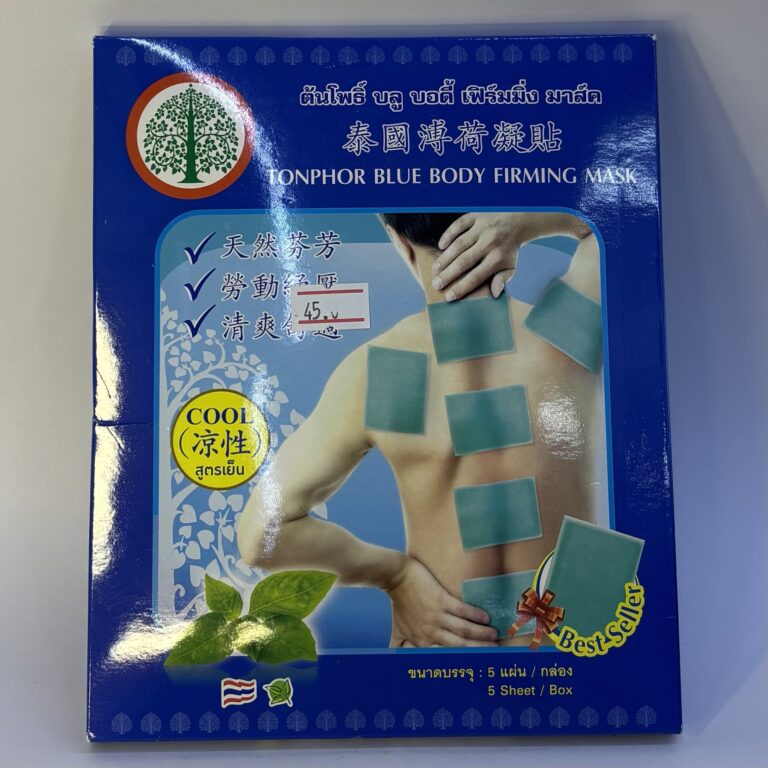 ต้นโพธิ์ บลู บอดี้ เฟิร์มมิ่ง มาส์ค
泰國薄荷凝貼
TONPHOR BLUE BODY FIRMING MASK
天然芬芳
勞動
清爽
45.
COOL
(凉性)
สูตรเย็น
Best Seller
ขนาดบรรจุ : 5 แผ่น / กล่อง
5 Sheet / Box